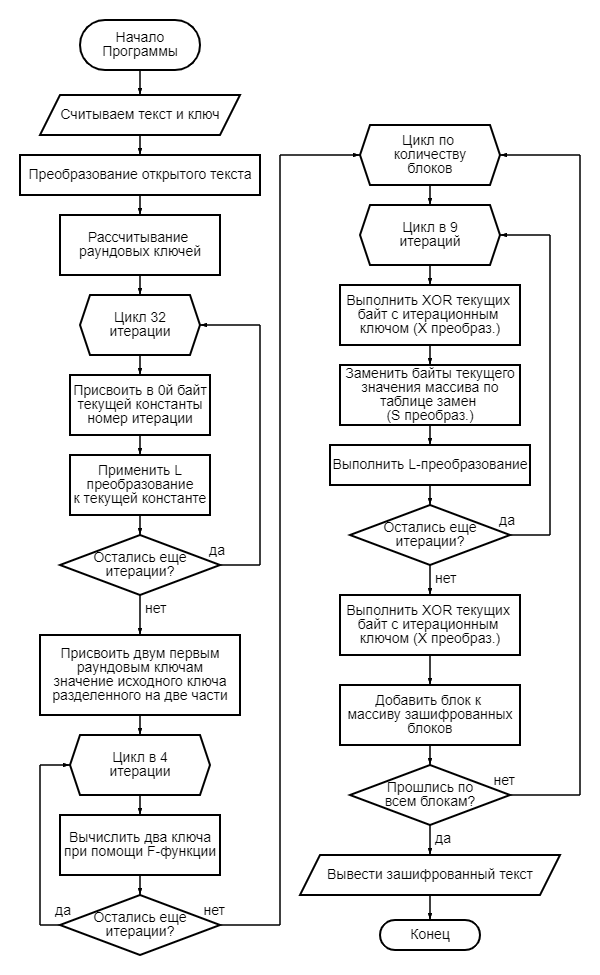 Начало
Программы
Считываем текст и ключ
Преобразование открытого текста
Рассчитывание
раундовых ключей
Цикл 32
итерации
Присвоить в 0й байт
текущей константы
номер итерации
Применить L
преобразование
к текущей константе
Остались еще
итерации?
да
нет
Присвоить двум первым
раундовым ключам
значение исходного ключа
разделенного на две части
Цикл в 4
итерации
Вычислить два ключа
при помощи F-функции
Остались еще
итерации?
да
нет
Цикл по
количеству
блоков
Цикл в 9
итераций
Выполнить XOR текущих
байт с итерационным
ключом (X преобраз.)
Заменить байты текущего
значения массива по
таблице замен
(S преобраз.)
Выполнить L-преобразование
Остались еще
итерации?
да
нет
Выполнить XOR текущих
байт с итерационным
ключом (X преобраз.)
Добавить блок к
массиву зашифрованных
блоков
Прошлись по
всем блокам?
нет
да
Вывести зашифрованный текст
Конец